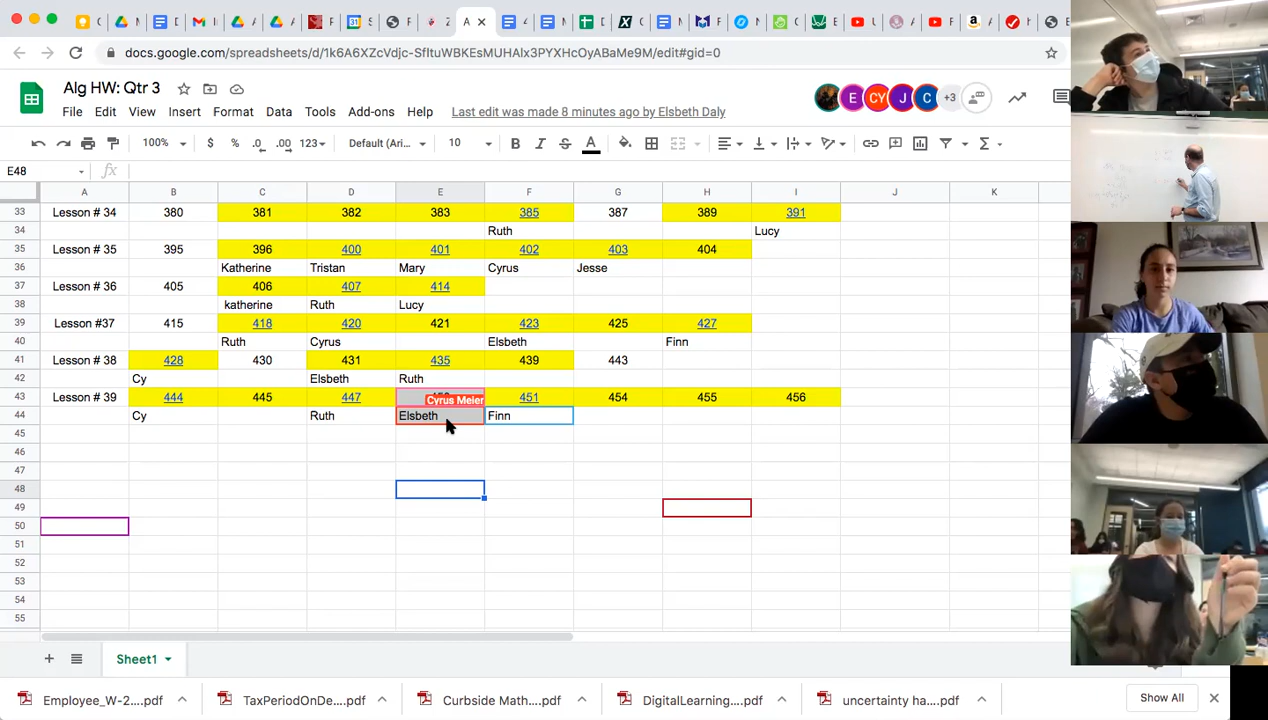 docs.google.com/spreadsheets/d/1k6A6XZcVdjc-SfItuWBKEsMUHAIx3PYXHcOyABaMe9M/edit#gid=0
Alg HW: Qtr 3
E CY J C +3
File Edit View Insert Format Data Tools Add-ons Help Last edit was made 8 minutes ago by Elsbeth Daly
100% $ % .0 .00 123 Default (Ari... 10 B I S A
E48 fx
A B C D E F G H I J K
33 Lesson # 34 380 381 382 383 385 387 389 391
34 Ruth Lucy
35 Lesson # 35 395 396 400 401 402 403 404
36 Katherine Tristan Mary Cyrus Jesse
37 Lesson # 36 405 406 407 414
38 katherine Ruth Lucy
39 Lesson #37 415 418 420 421 423 425 427
40 Ruth Cyrus Elsbeth Finn
41 Lesson # 38 428 430 431 435 439 443
42 Cy Elsbeth Ruth
43 Lesson # 39 444 445 447 Cyrus Meier 451 454 455 456
44 Cy Ruth Elsbeth Finn
45
46
47
48
49
50
51
52
53
54
55
Sheet1
Employee_W-2....pdf TaxPeriodOnDe....pdf Curbside Math....pdf DigitalLearning....pdf uncertainty ha....pdf Show All